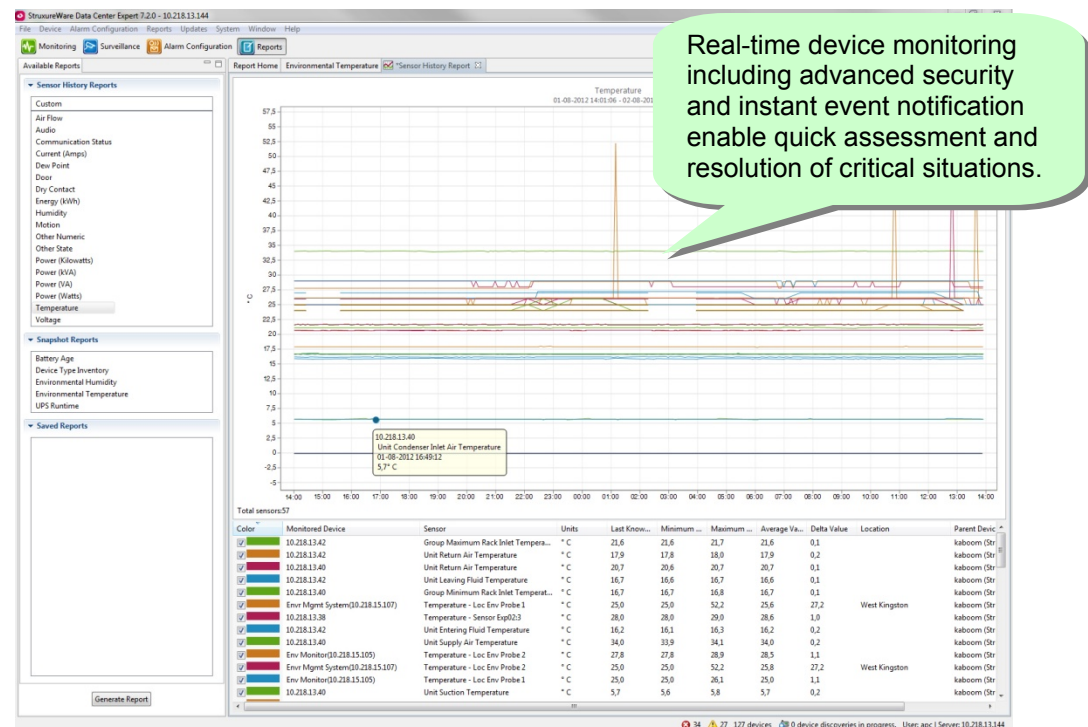 StruxureWare Data Center Expert 7.2.0 - 10.218.13.144
File Device Alarm Configuration Reports Updates System Window Help
Monitoring Surveillance Alarm Configuration Reports
Available Reports
Report Home Environmental Temperature *Sensor History Report
Real-time device monitoring
including advanced security
and instant event notification
enable quick assessment and
resolution of critical situations.
Sensor History Reports
Custom
Air Flow
Audio
Communication Status
Current (Amps)
Dew Point
Door
Dry Contact
Energy (kWh)
Humidity
Motion
Other Numeric
Other State
Power (Kilowatts)
Power (kVA)
Power (VA)
Power (Watts)
Temperature
Voltage
Snapshot Reports
Battery Age
Device Type Inventory
Environmental Humidity
Environmental Temperature
UPS Runtime
Saved Reports
Generate Report
Temperature
01-08-2012 14:01:06 - 02-08-201
57,5
55
52,5
50
47,5
45
42,5
40
37,5
35
32,5
30
27,5
25
22,5
20
17,5
15
12,5
10
7,5
5
2,5
0
-2,5
-5
° C
10.218.13.40
Unit Condenser Inlet Air Temperature
01-08-2012 16:49:12
5,7° C
14:00 15:00 16:00 17:00 18:00 19:00 20:00 21:00 22:00 23:00 00:00 01:00 02:00 03:00 04:00 05:00 06:00 07:00 08:00 09:00 10:00 11:00 12:00 13:00 14:00
Total sensors:57
Color Monitored Device Sensor Units Last Know... Minimum ... Maximum ... Average Va... Delta Value Location Parent Devic
10.218.13.42 Group Maximum Rack Inlet Tempera... ° C 21,6 21,6 21,7 21,6 0,1 kaboom (Str
10.218.13.42 Unit Return Air Temperature ° C 17,9 17,8 18,0 17,9 0,2 kaboom (Str
10.218.13.40 Unit Return Air Temperature ° C 20,7 20,6 20,7 20,7 0,1 kaboom (Str
10.218.13.42 Unit Leaving Fluid Temperature ° C 16,7 16,7 16,7 16,6 0,1 kaboom (Str
10.218.13.40 Group Minimum Rack Inlet Temperat... ° C 16,7 16,7 16,8 16,7 0,1 kaboom (Str
Envr Mgmt System(10.218.15.107) Temperature - Loc Env Probe 1 ° C 25,0 25,0 52,2 25,6 27,2 West Kingston kaboom (Str
10.218.13.38 Temperature - Sensor Exp02:3 ° C 28,0 28,0 29,0 28,6 1,0 kaboom (Str
10.218.13.42 Unit Entering Fluid Temperature ° C 16,2 16,1 16,3 16,2 0,2 kaboom (Str
10.218.13.40 Unit Supply Air Temperature ° C 34,0 33,9 34,1 34,0 0,2 kaboom (Str
Env Monitor(10.218.15.105) Temperature - Loc Env Probe 2 ° C 27,8 27,8 28,9 28,5 1,1 kaboom (Str
Envr Mgmt System(10.218.15.107) Temperature - Loc Env Probe 2 ° C 25,0 25,0 52,2 25,8 27,2 West Kingston kaboom (Str
Env Monitor(10.218.15.105) Temperature - Loc Env Probe 1 ° C 25,0 25,0 26,1 25,0 1,1 kaboom (Str
10.218.13.40 Unit Suction Temperature ° C 5,7 5,6 5,8 5,7 0,2 kaboom (Str
34 27 127 devices 0 device discoveries in progress. User: apc | Server: 10.218.13.144